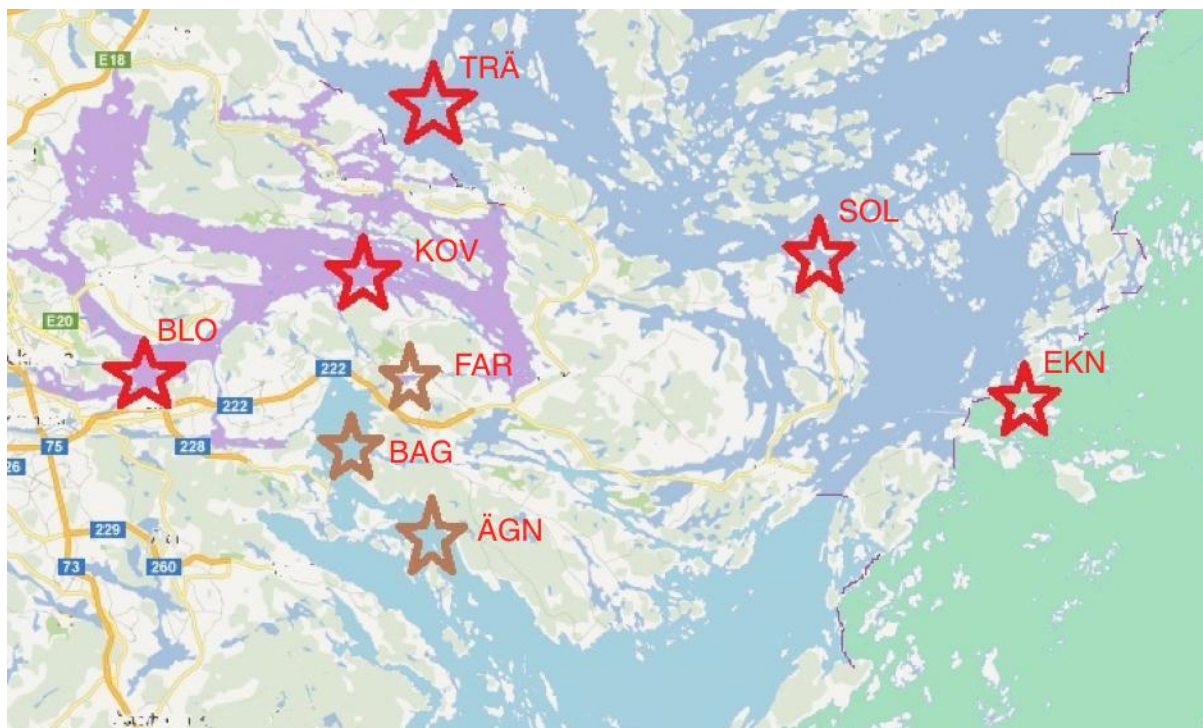 E18
TRÄ
SOL
KOV
E20
BLO
222
FAR
EKN
222
75
228
BAG
26
229
ÄGN
73
260